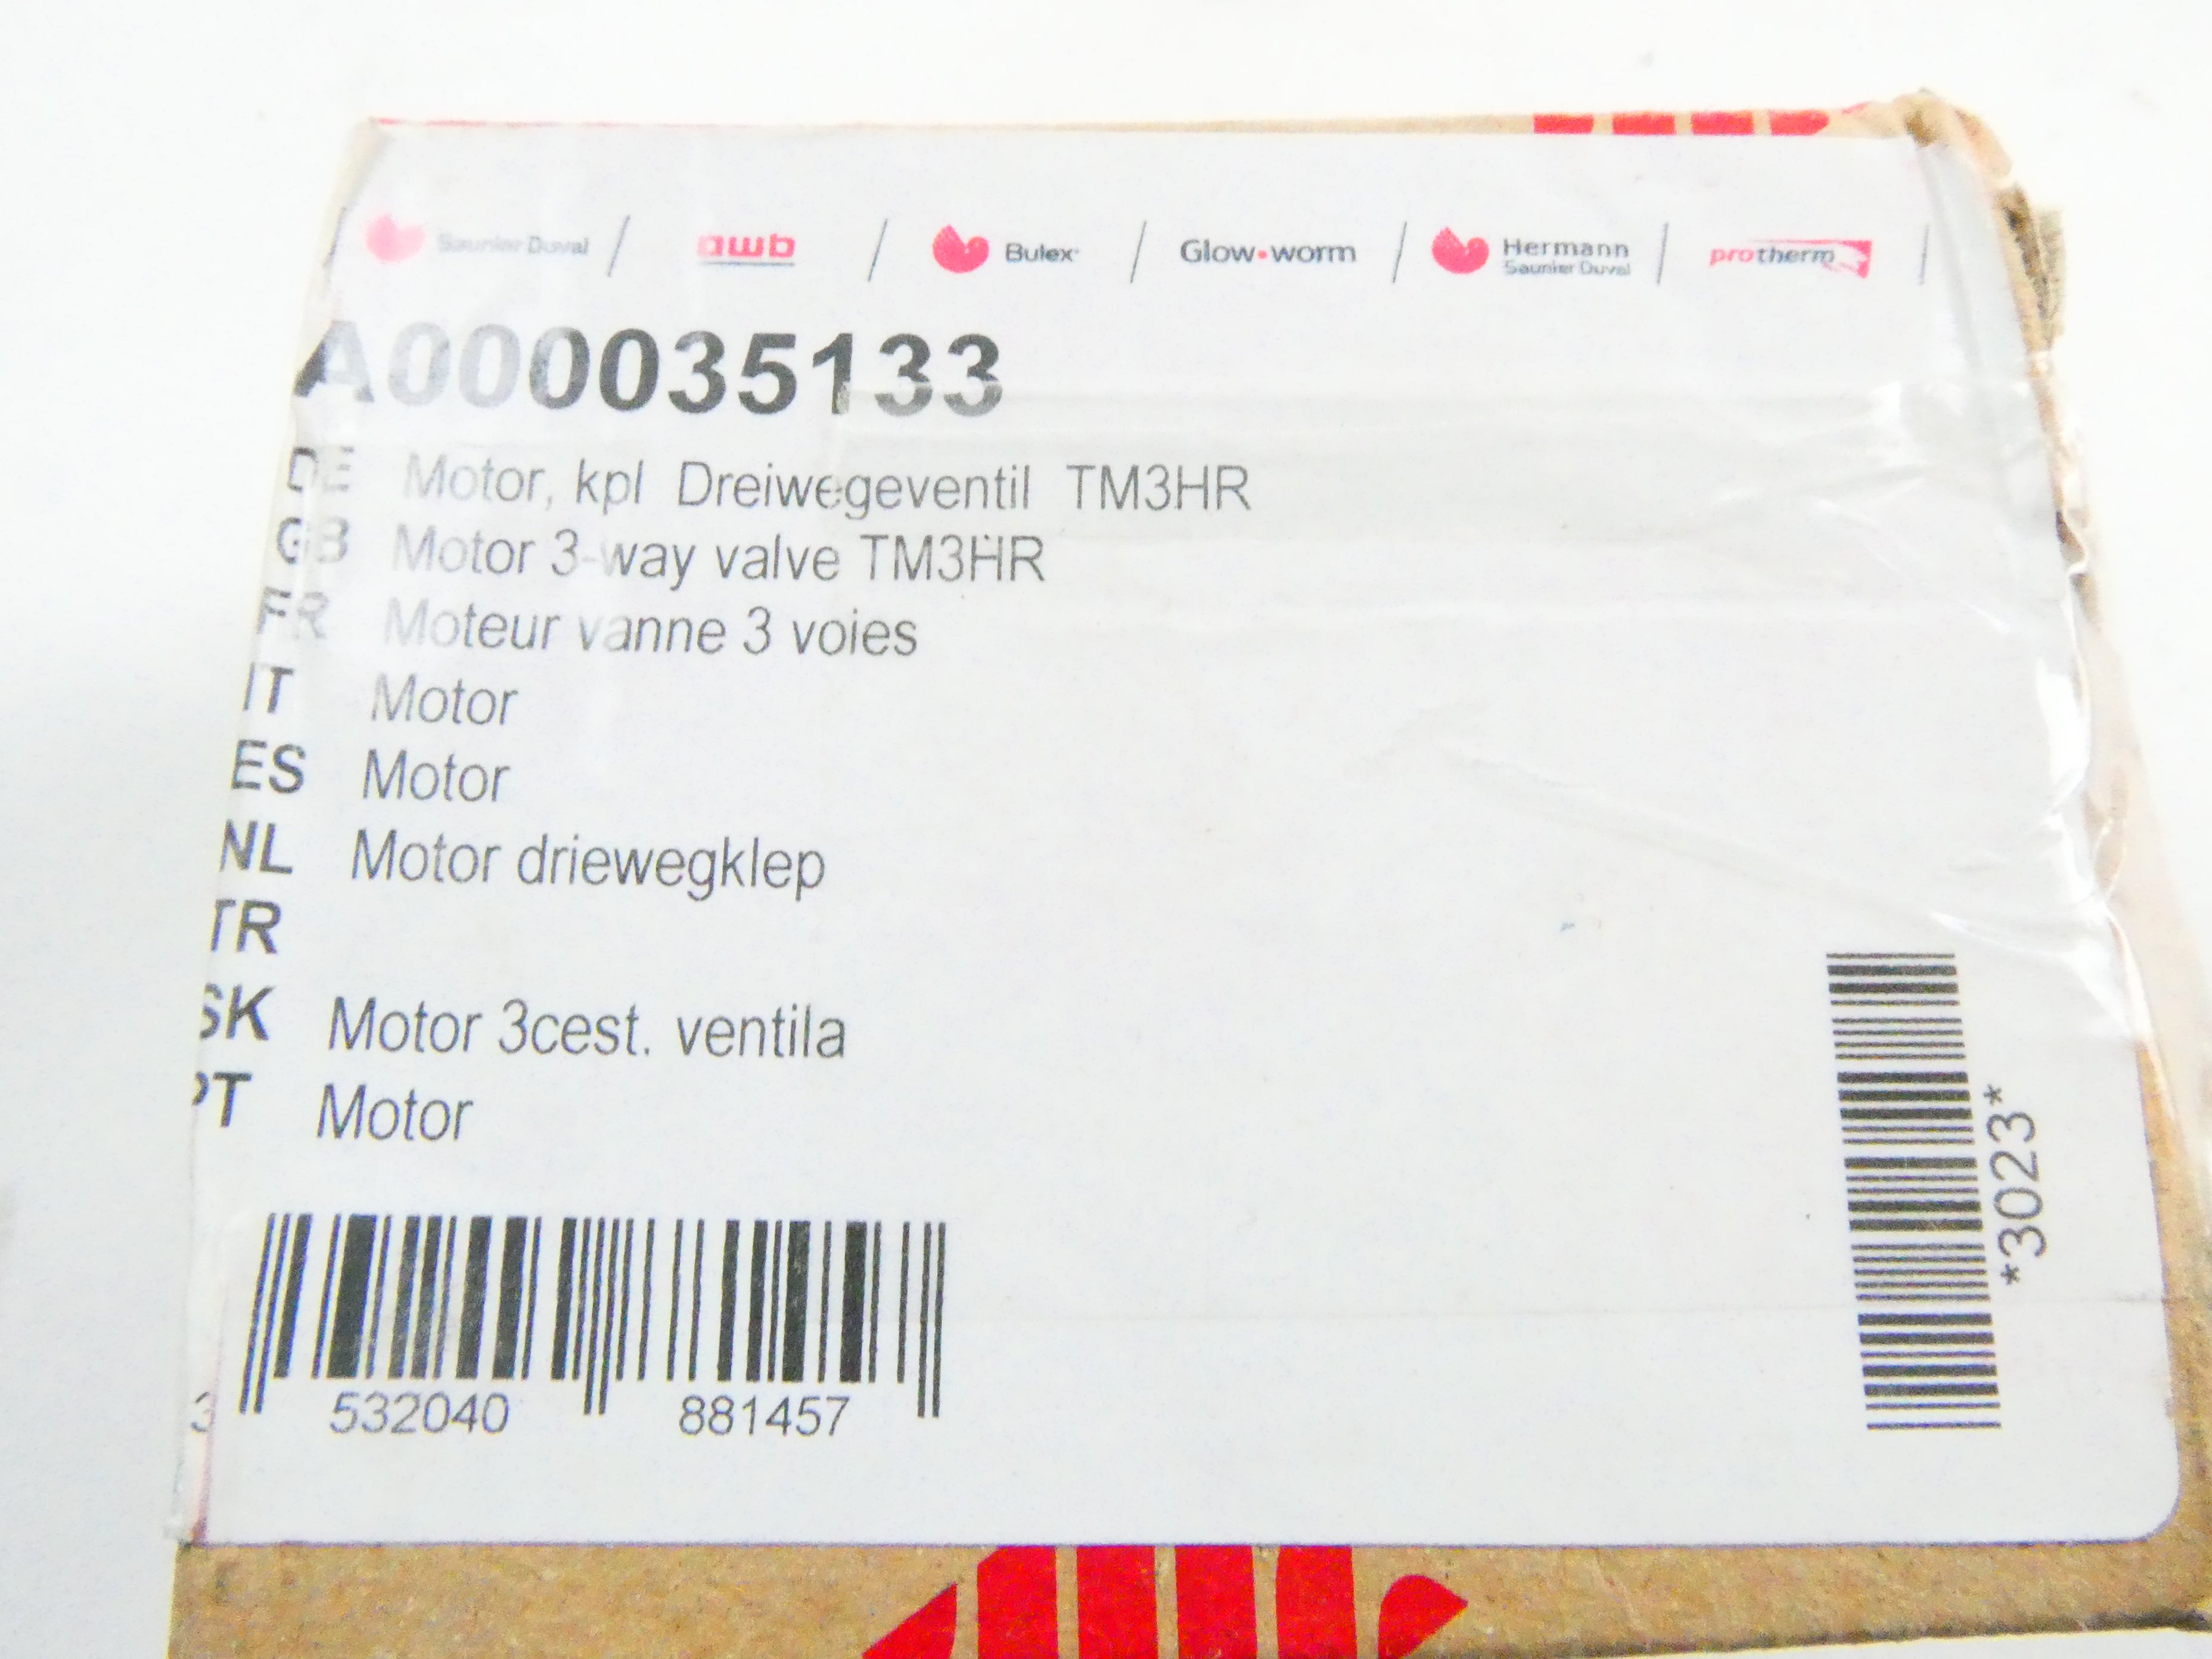 Saunier Duval / awb / Bulex / Glow•worm / Hermann Saunier Duval / protherm /
A000035133
DE Motor, kpl Dreiwegeventil TM3HR
GB Motor 3-way valve TM3HR
FR Moteur vanne 3 voies
IT Motor
ES Motor
NL Motor driewegklep
TR
SK Motor 3cest. ventila
PT Motor
3 532040 881457
*3023*